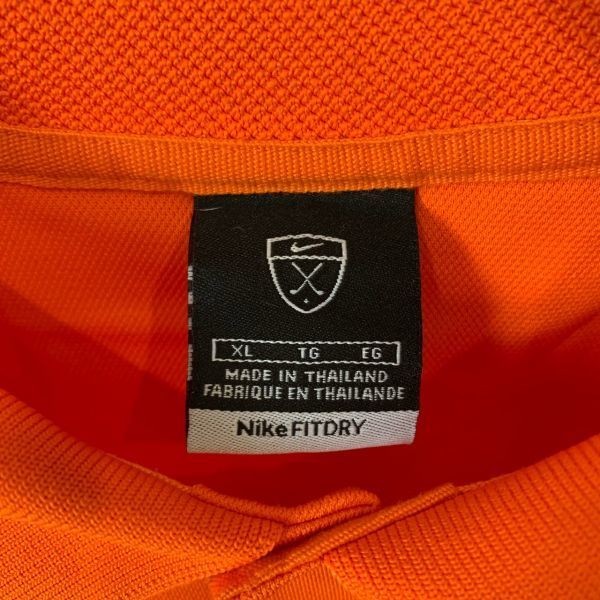 XL TG EG
MADE IN THAILAND
FABRIQUE EN THAILANDE
Nike FITDRY